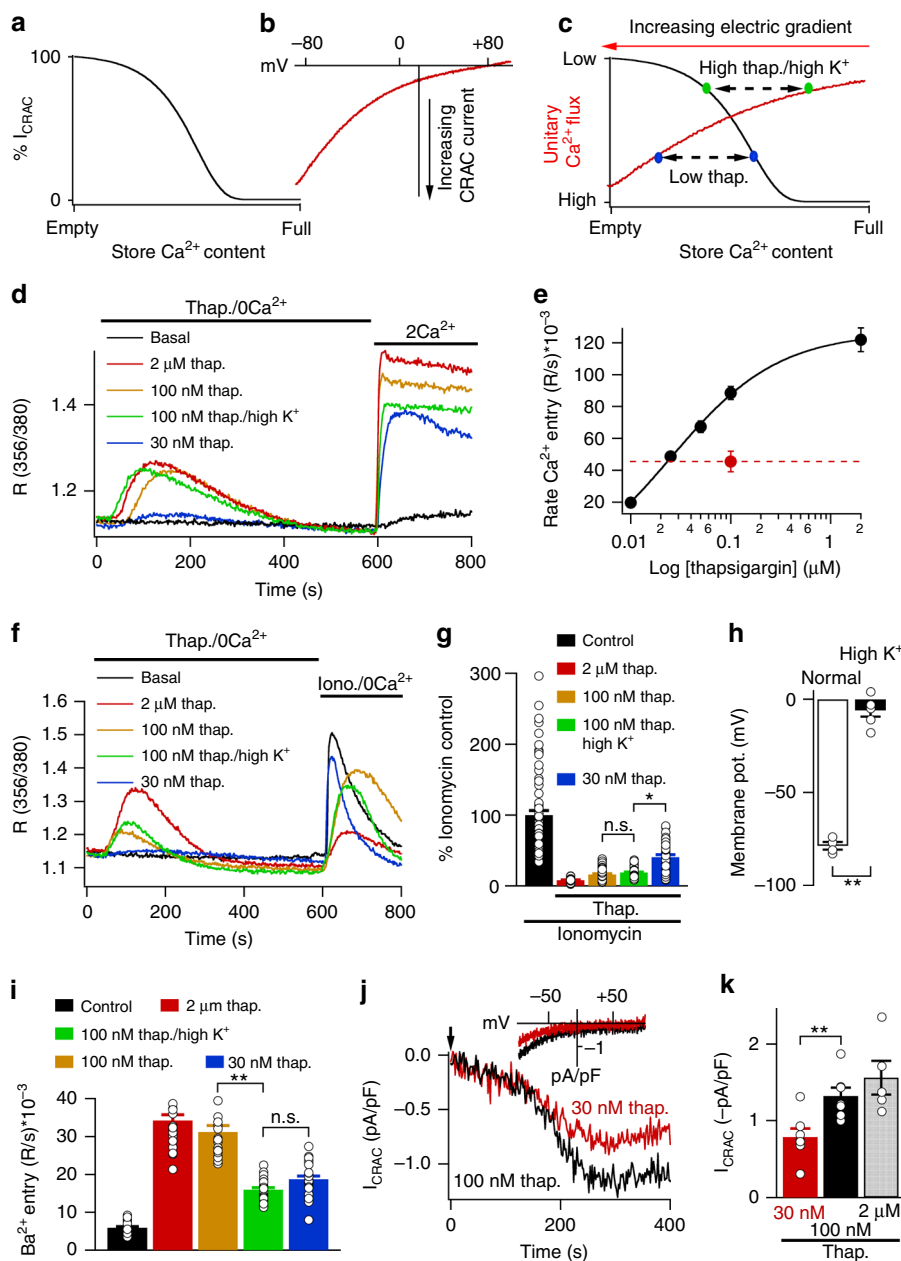 a
100
% ICRAC
0
Empty
Full
Store Ca2+ content
b
−80
0
+80
mV
Increasing
CRAC current
c
Increasing electric gradient
Low
High thap./high K+
Unitary
Ca2+ flux
Low thap.
High
Empty
Full
Store Ca2+ content
d
Thap./0Ca2+
2Ca2+
Basal
2 μM thap.
100 nM thap.
100 nM thap./high K+
30 nM thap.
R (356/380)
1.4
1.2
0
200
400
600
800
Time (s)
e
Rate Ca2+ entry (R/s)*10−3
120
100
80
60
40
20
0.01
2
4
6
0.1
2
4
6
1
2
Log [thapsigargin] (μM)
f
Thap./0Ca2+
Iono./0Ca2+
Basal
2 μM thap.
100 nM thap.
100 nM thap./high K+
30 nM thap.
R (356/380)
1.6
1.5
1.4
1.3
1.2
1.1
0
200
400
600
800
Time (s)
g
Control
2 μM thap.
100 nM thap.
100 nM thap.
high K+
30 nM thap.
% Ionomycin control
300
200
100
0
n.s.
*
Thap.
Ionomycin
h
High K+
Normal
Membrane pot. (mV)
0
−50
−100
**
i
Control
2 μm thap.
100 nM thap./high K+
100 nM thap.
30 nM thap.
Ba2+ entry (R/s)*10−3
40
30
20
10
0
**
n.s.
j
−50
+50
mV
−1
pA/pF
ICRAC (pA/pF)
0.0
−0.5
−1.0
30 nM thap.
100 nM thap.
0
200
400
Time (s)
k
ICRAC (−pA/pF)
2
1
0
**
30 nM
100 nM
2 μM
Thap.